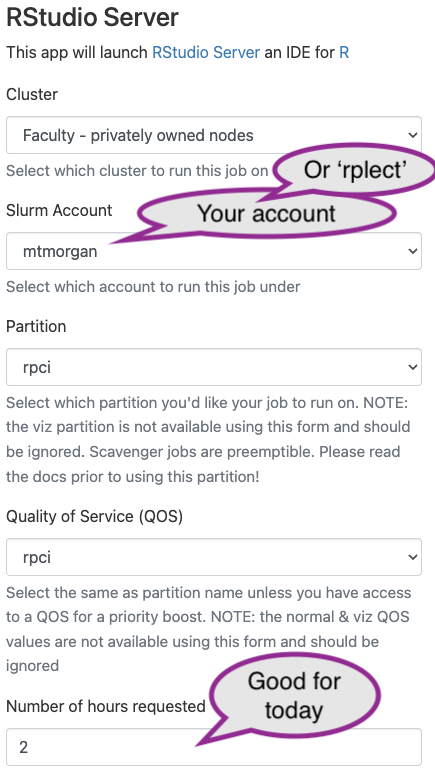 RStudio Server
This app will launch RStudio Server an IDE for R
Cluster
Faculty - privately owned nodes
Select which cluster to run this job on
Or ‘rplect’
Slurm Account
Your account
mtmorgan
Select which account to run this job under
Partition
rpci
Select which partition you'd like your job to run on. NOTE:
the viz partition is not available using this form and should
be ignored. Scavenger jobs are preemptible. Please read
the docs prior to using this partition!
Quality of Service (QOS)
rpci
Select the same as partition name unless you have access
to a QOS for a priority boost. NOTE: the normal & viz QOS
values are not available using this form and should be
ignored
Good for
today
Number of hours requested
2